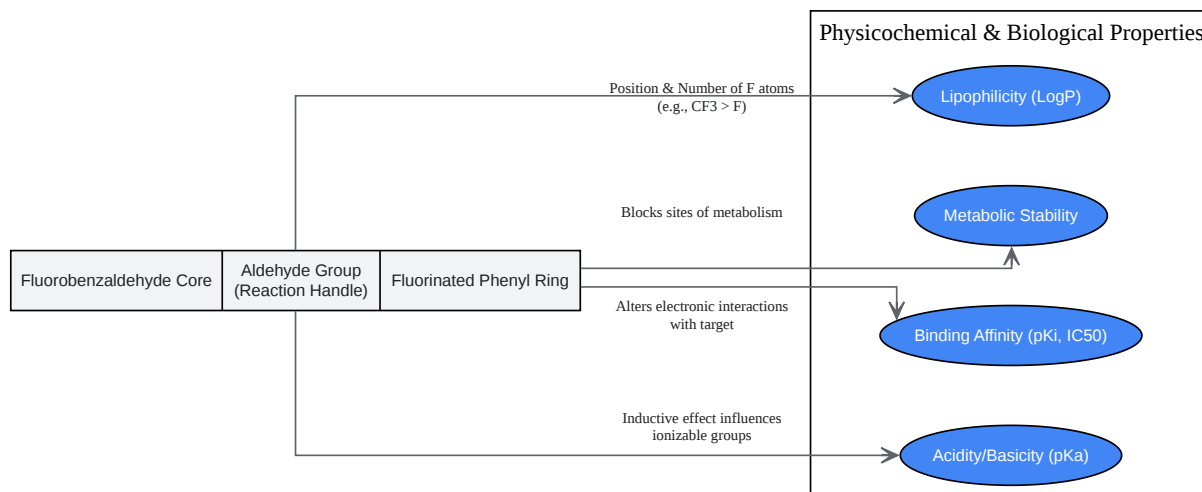 Physicochemical & Biological Properties
Position & Number of F atoms
(e.g., CF3 > F)
Lipophilicity (LogP)
Blocks sites of metabolism
Metabolic Stability
Fluorobenzaldehyde Core
Aldehyde Group
(Reaction Handle)
Fluorinated Phenyl Ring
Alters electronic interactions
with target
Binding Affinity (pKi, IC50)
Inductive effect influences
ionizable groups
Acidity/Basicity (pKa)